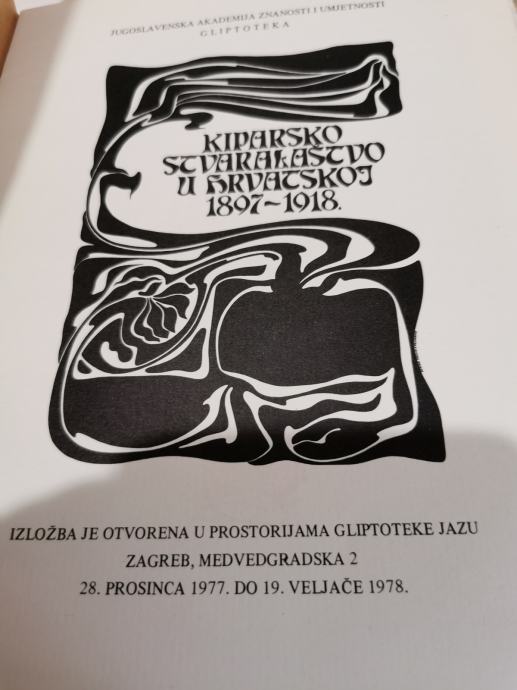 JUGOSLAVENSKA AKADEMIJA ZNANOSTI I UMJETNOSTI
GLIPTOTEKA
KIPARSKO
STVARALAŠTVO
U HRVATSKOJ
1897-1918.
IZLOŽBA JE OTVORENA U PROSTORIJAMA GLIPTOTEKE JAZU
ZAGREB, MEDVEDGRADSKA 2
28. PROSINCA 1977. DO 19. VELJAČE 1978.